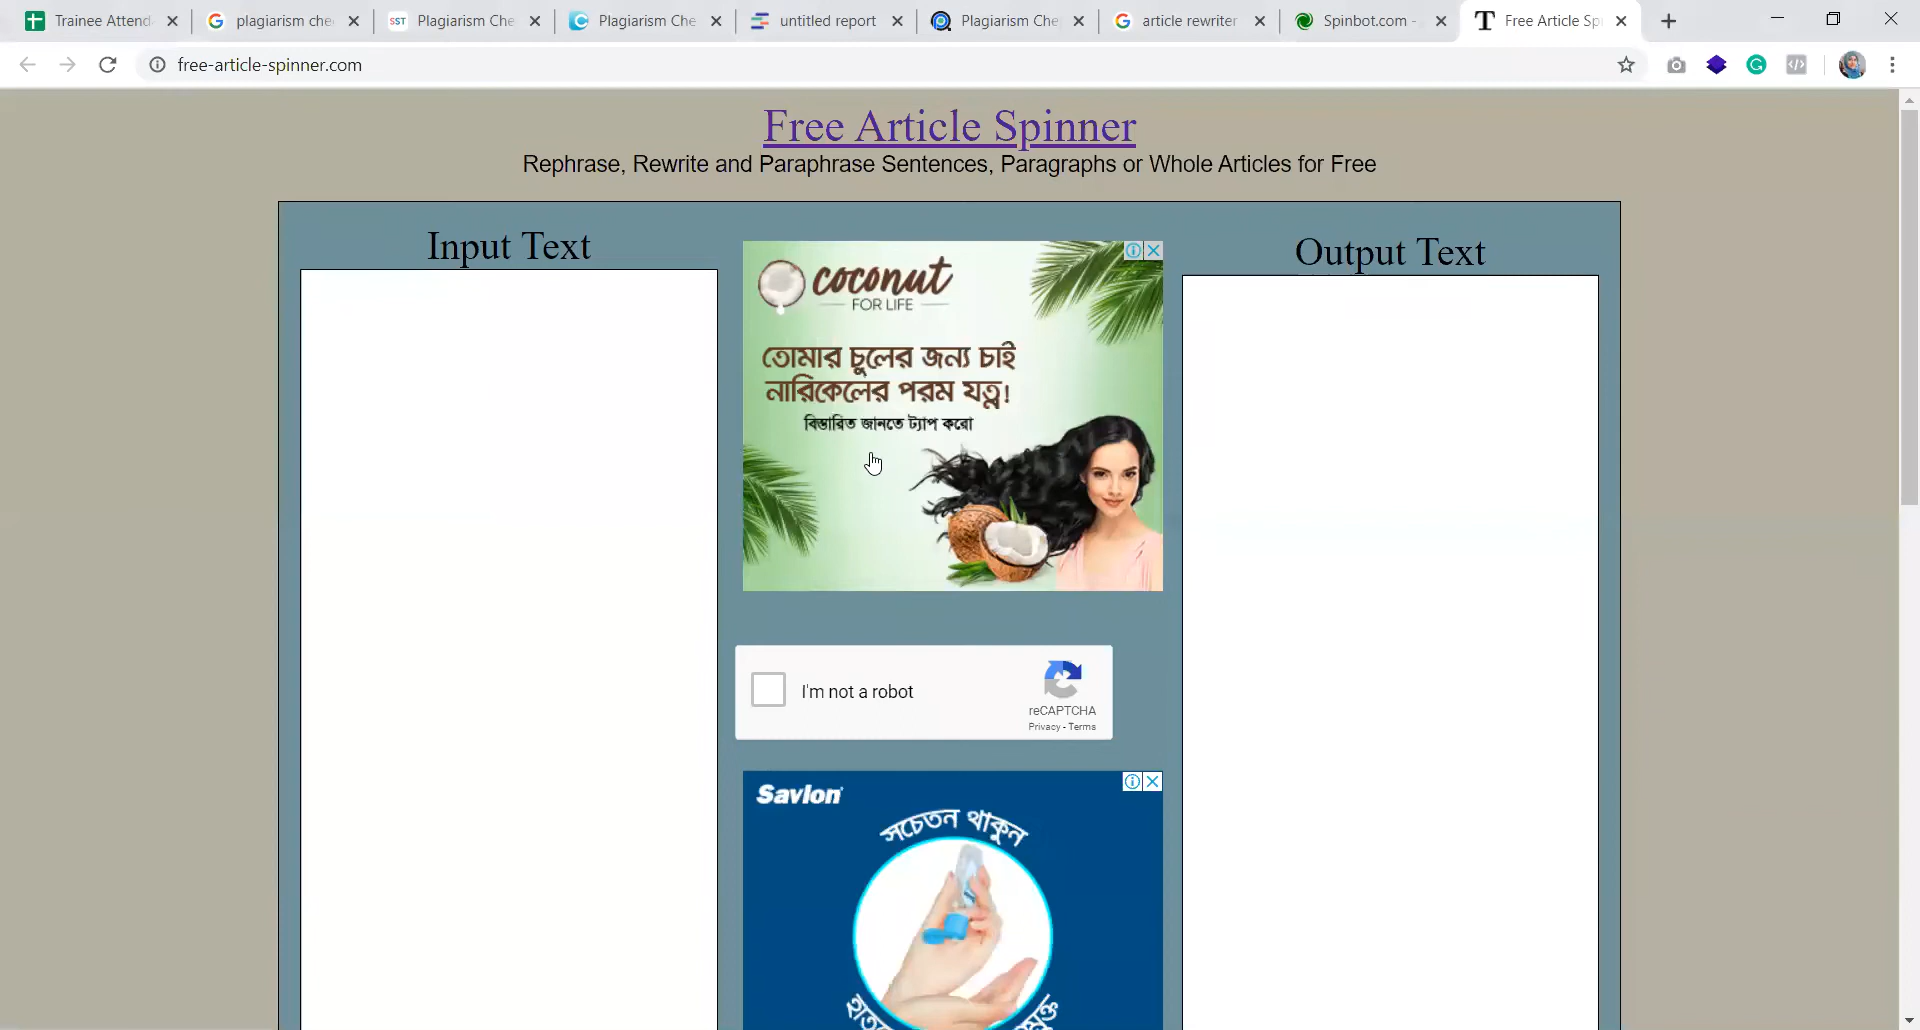 Trainee Attend
plagiarism che
SST
Plagiarism Che
Plagiarism Che
untitled report
Plagiarism Che
article rewriter
Spinbot.com -
Free Article Sp
free-article-spinner.com
Free Article Spinner
Rephrase, Rewrite and Paraphrase Sentences, Paragraphs or Whole Articles for Free
Input Text
coconut
FOR LIFE
তোমার চুলের জন্য চাই
নারিকেলের পরম যত্ন!
বিস্তারিত জানতে ট্যাপ করো
Output Text
I'm not a robot
reCAPTCHA
Privacy - Terms
Savlon
সচেতন থাকুন